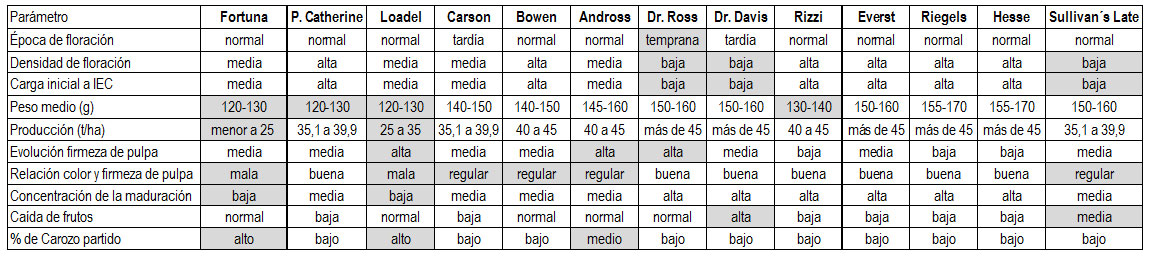 Parámetro Fortuna P. Catherine Loadel Carson Bowen Andross Dr. Ross Dr. Davis Rizzi Everst Riegels Hesse Sullivan´s Late
Época de floración normal normal normal tardía normal normal temprana tardía normal normal normal normal normal
Densidad de floración media alta media media alta media baja baja alta alta alta alta baja
Carga inicial a IEC media alta media media alta media baja baja alta alta alta alta baja
Peso medio (g) 120-130 120-130 120-130 140-150 140-150 145-160 150-160 150-160 130-140 150-160 155-170 155-170 150-160
Producción (t/ha) menor a 25 35,1 a 39,9 25 a 35 35,1 a 39,9 40 a 45 40 a 45 más de 45 más de 45 40 a 45 más de 45 más de 45 más de 45 35,1 a 39,9
Evolución firmeza de pulpa media media alta media media alta alta media baja media baja baja media
Relación color y firmeza de pulpa mala buena mala regular regular regular buena buena buena buena buena buena regular
Concentración de la maduración baja media baja media media media alta alta alta alta alta alta media
Caída de frutos normal baja normal baja normal normal normal alta baja baja baja baja media
% de Carozo partido alto bajo alto bajo bajo medio bajo bajo bajo bajo bajo bajo bajo